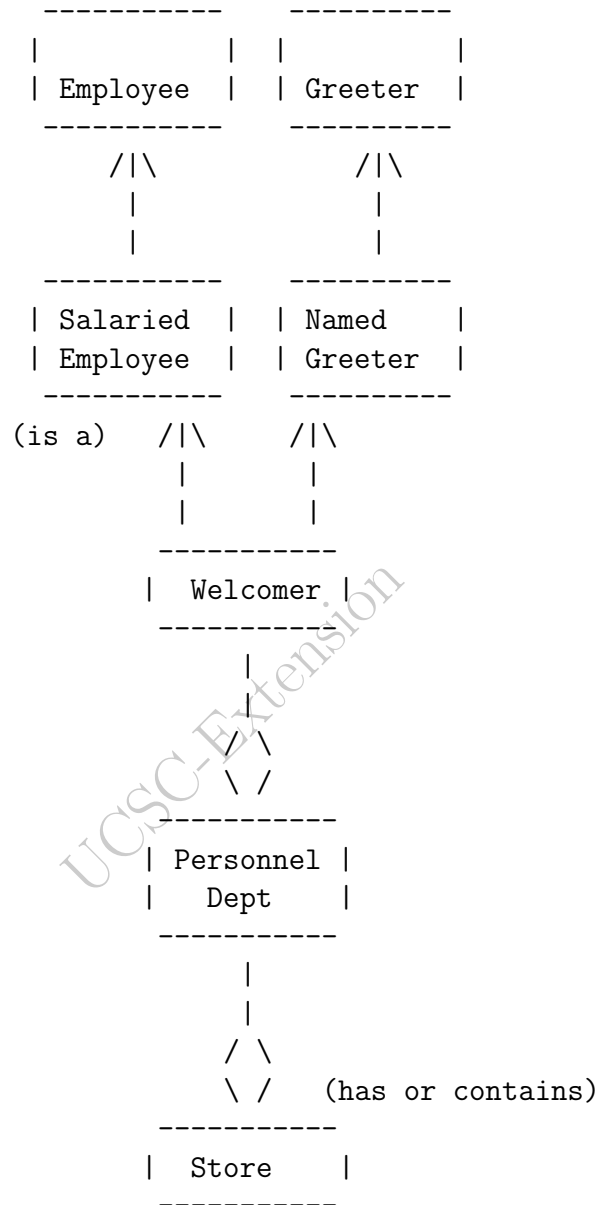 Employee Greeter
Salaried Named
Employee Greeter
(is a)
Welcomer
UCSC-Extension
Personnel
Dept
(has or contains)
Store